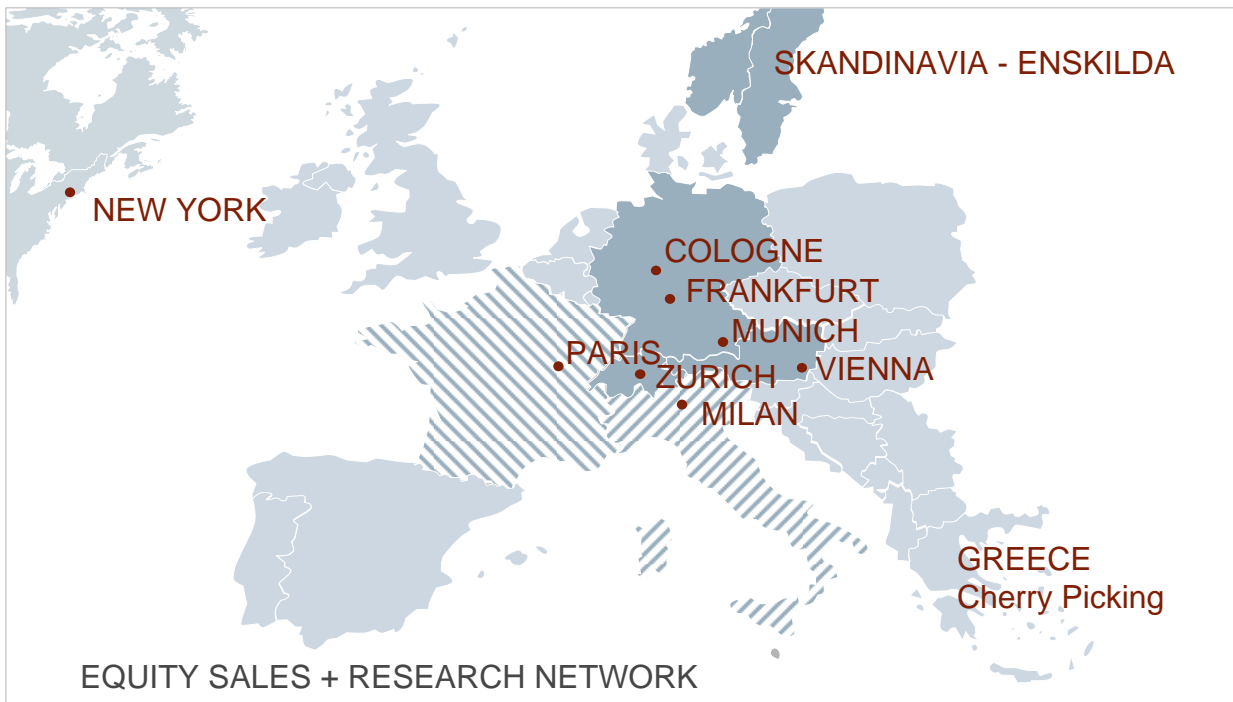 SKANDINAVIA - ENSKILDA
NEW YORK
COLOGNE
FRANKFURT
MUNICH
PARIS
VIENNA
ZURICH
MILAN
GREECE
Cherry Picking
EQUITY SALES + RESEARCH NETWORK